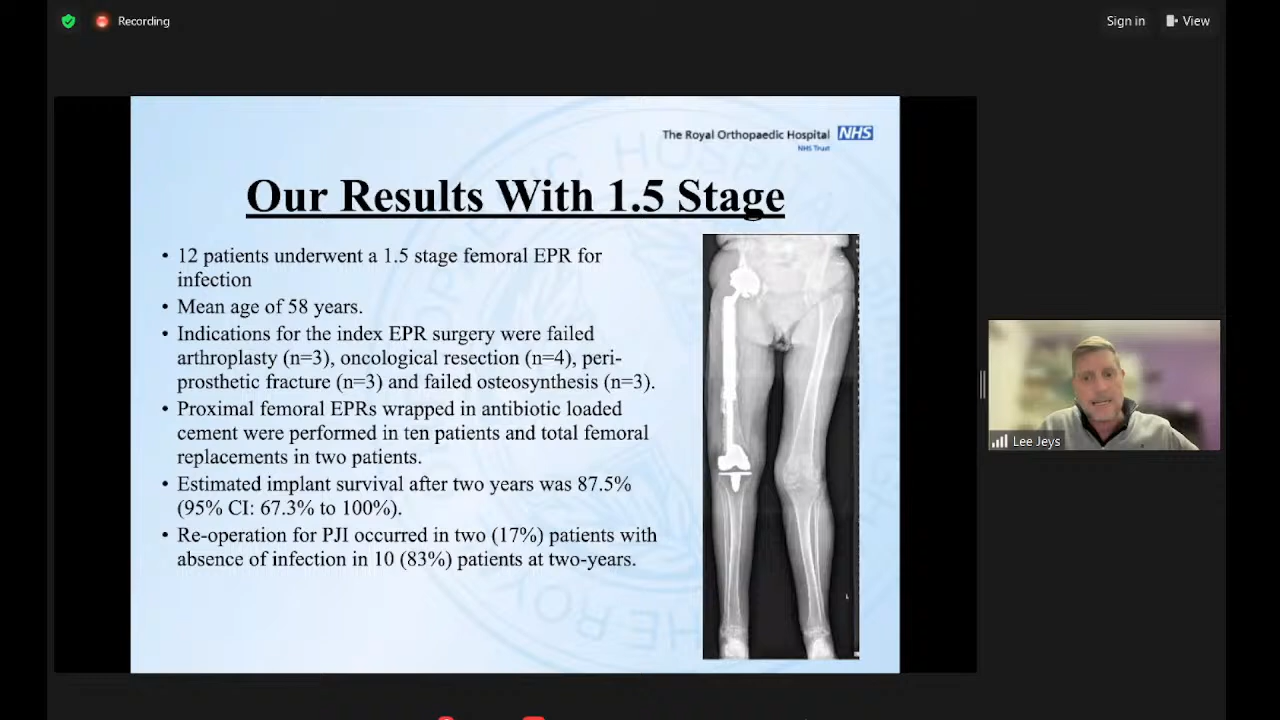 Recording
Sign in
View
The Royal Orthopaedic Hospital NHS
NHS Trust
Our Results With 1.5 Stage
• 12 patients underwent a 1.5 stage femoral EPR for
infection
• Mean age of 58 years.
• Indications for the index EPR surgery were failed
arthroplasty (n=3), oncological resection (n=4), peri-
prosthetic fracture (n=3) and failed osteosynthesis (n=3).
• Proximal femoral EPRs wrapped in antibiotic loaded
cement were performed in ten patients and total femoral
replacements in two patients.
• Estimated implant survival after two years was 87.5%
(95% CI: 67.3% to 100%).
• Re-operation for PJI occurred in two (17%) patients with
absence of infection in 10 (83%) patients at two-years.
Lee Jeys